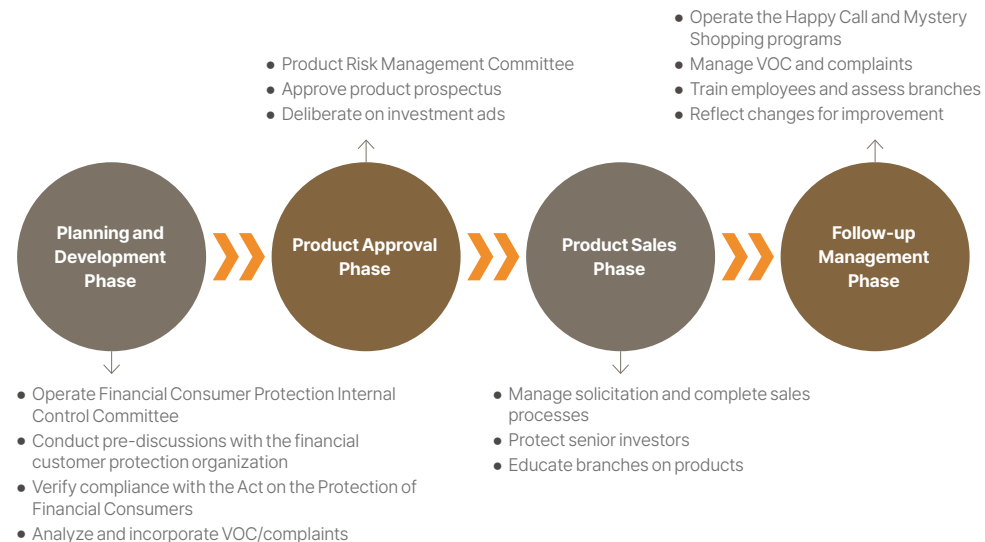 • Operate the Happy Call and Mystery
Shopping programs
• Manage VOC and complaints
• Train employees and assess branches
• Reflect changes for improvement
• Product Risk Management Committee
• Approve product prospectus
• Deliberate on investment ads
Planning and
Development
Phase
Product Approval
Phase
Product Sales
Phase
Follow-up
Management
Phase
• Operate Financial Consumer Protection Internal
Control Committee
• Conduct pre-discussions with the financial
customer protection organization
• Verify compliance with the Act on the Protection of
Financial Consumers
• Analyze and incorporate VOC/complaints
• Manage solicitation and complete sales
processes
• Protect senior investors
• Educate branches on products